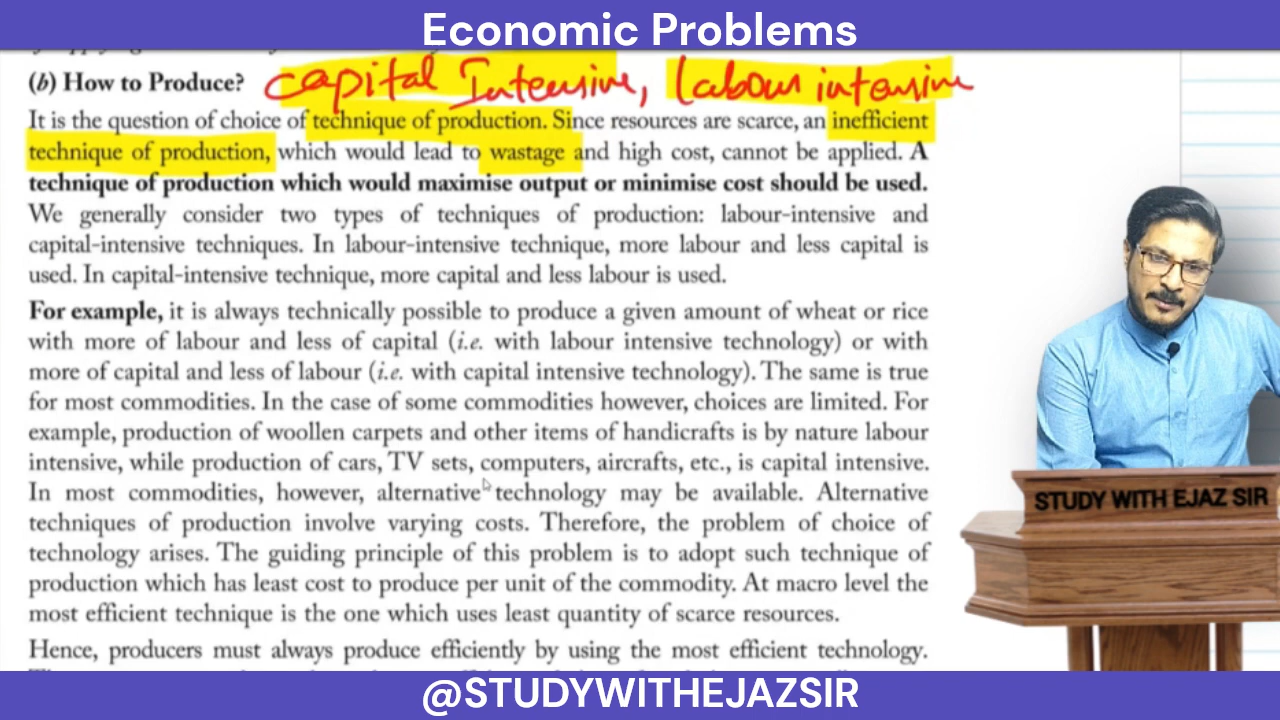 Economic Problems
(b) How to Produce? capital Intensive, labour intensive
It is the question of choice of technique of production. Since resources are scarce, an inefficient
technique of production, which would lead to wastage and high cost, cannot be applied. A
technique of production which would maximise output or minimise cost should be used.
We generally consider two types of techniques of production: labour-intensive and
capital-intensive techniques. In labour-intensive technique, more labour and less capital is
used. In capital-intensive technique, more capital and less labour is used.
For example, it is always technically possible to produce a given amount of wheat or rice
with more of labour and less of capital (i.e. with labour intensive technology) or with
more of capital and less of labour (i.e. with capital intensive technology). The same is true
for most commodities. In the case of some commodities however, choices are limited. For
example, production of woollen carpets and other items of handicrafts is by nature labour
intensive, while production of cars, TV sets, computers, aircrafts, etc., is capital intensive.
In most commodities, however, alternative technology may be available. Alternative
techniques of production involve varying costs. Therefore, the problem of choice of
technology arises. The guiding principle of this problem is to adopt such technique of
production which has least cost to produce per unit of the commodity. At macro level the
most efficient technique is the one which uses least quantity of scarce resources.
Hence, producers must always produce efficiently by using the most efficient technology.
STUDY WITH EJAZ SIR
@STUDYWITHEJAZSIR